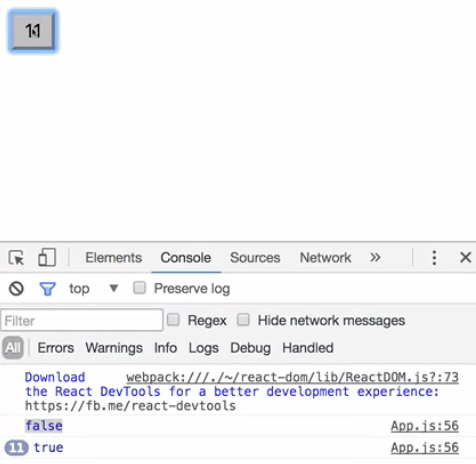 11
Elements Console Sources Network »
top ▼ Preserve log
Filter Regex Hide network messages
All Errors Warnings Info Logs Debug Handled
Download webpack:///./~/react-dom/lib/ReactDOM.js?:73
the React DevTools for a better development experience:
https://fb.me/react-devtools
false App.js:56
11 true App.js:56